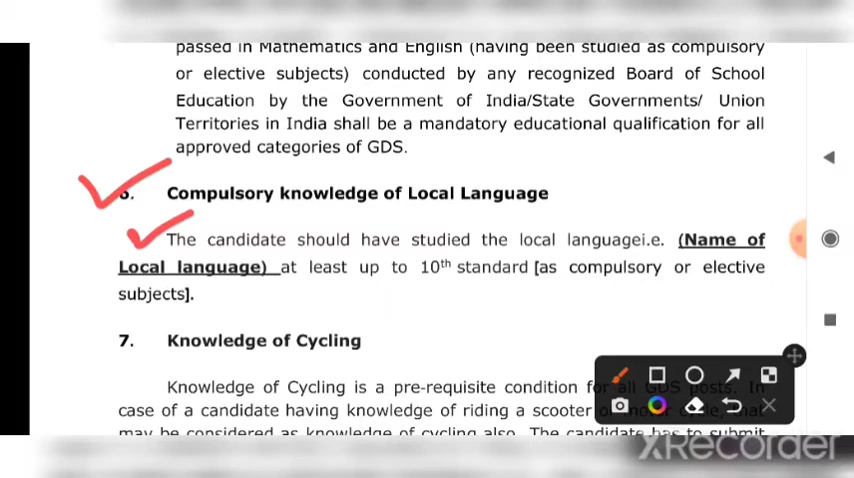 passed in Mathematics and English (having been studied as compulsory
or elective subjects) conducted by any recognized Board of School
Education by the Government of India/State Governments/ Union
Territories in India shall be a mandatory educational qualification for all
approved categories of GDS.
Compulsory knowledge of Local Language
The candidate should have studied the local languagei.e. (Name of
Local language) at least up to 10th standard [as compulsory or elective
subjects].
7. Knowledge of Cycling
Knowledge of Cycling is a pre-requisite condition for all GDS posts. In
case of a candidate having knowledge of riding a scooter or motor cycle, that
may be considered as knowledge of cycling also. The candidate has to submit
XRecorder